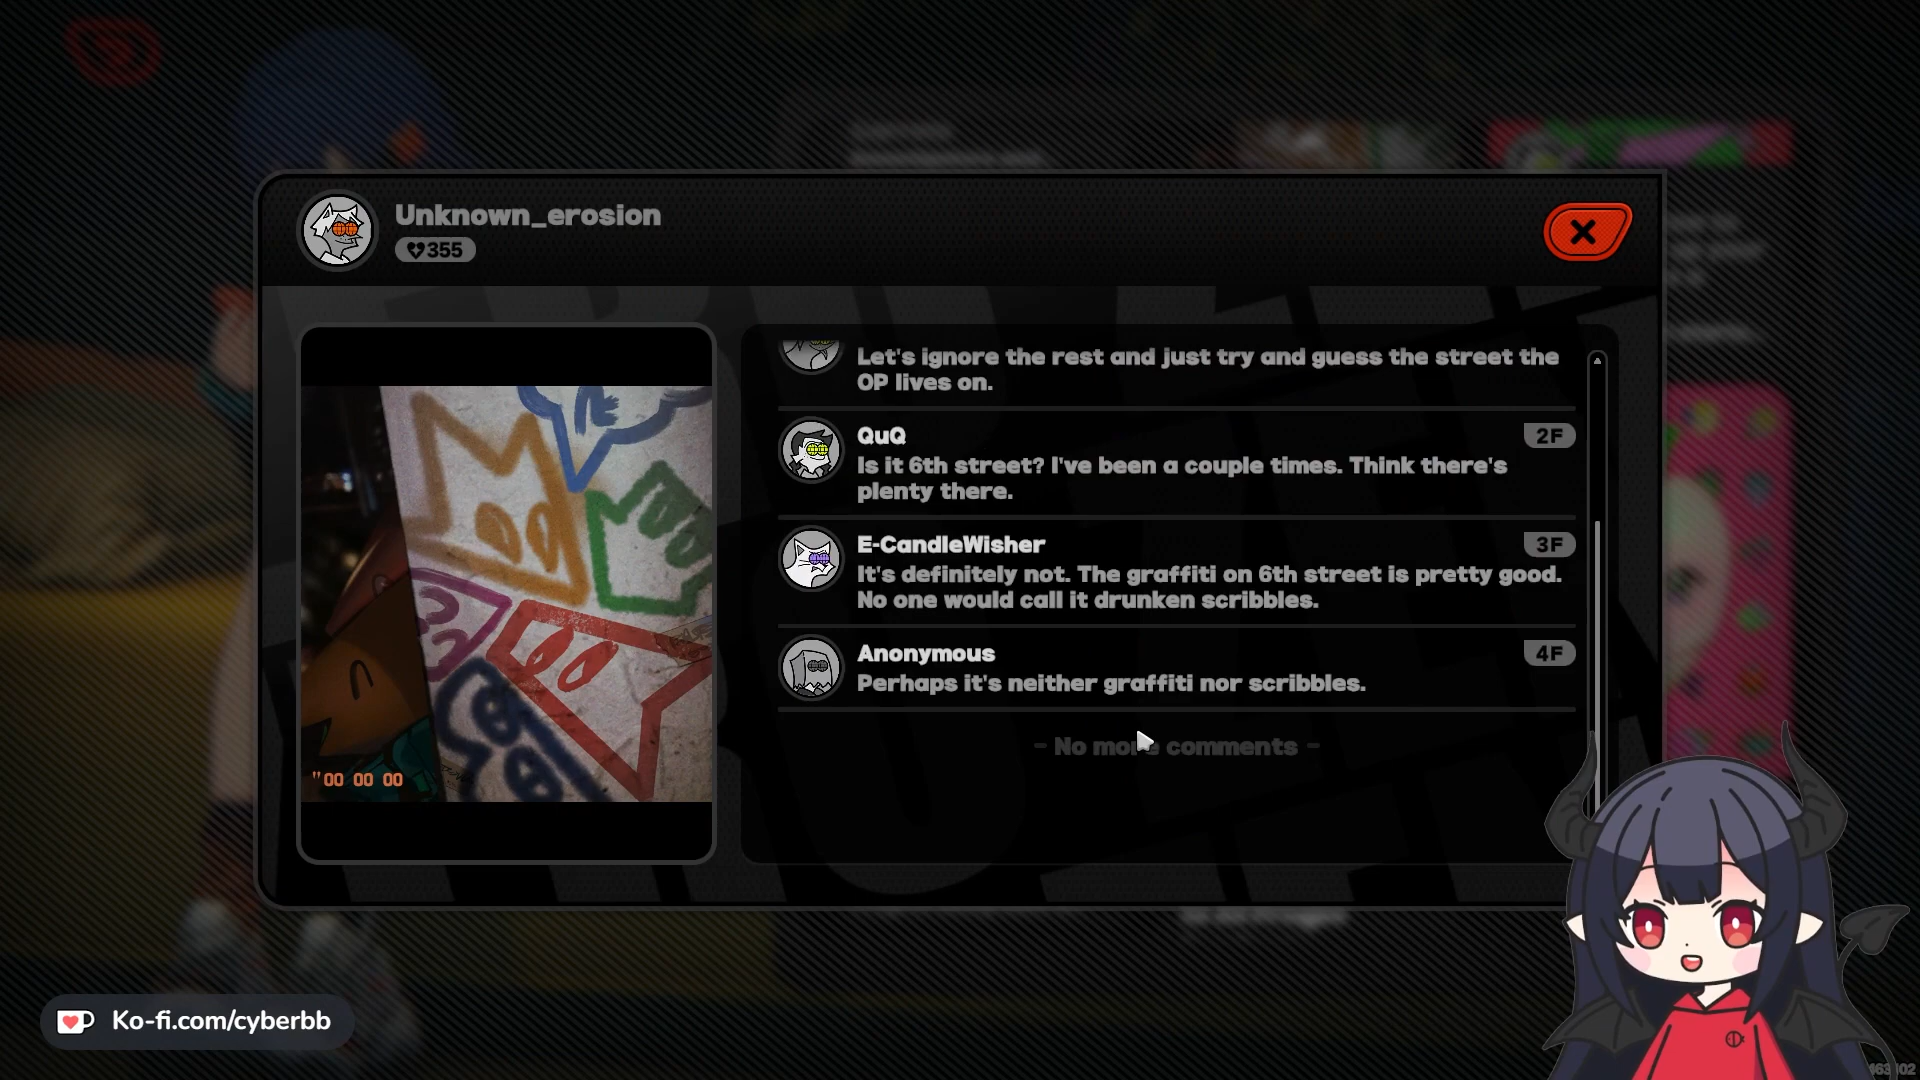 Unknown_erosion
355
Let's ignore the rest and just try and guess the street the
OP lives on.
QuQ
2F
Is it 6th street? I've been a couple times. Think there's
plenty there.
E-CandleWisher
3F
It's definitely not. The graffiti on 6th street is pretty good.
No one would call it drunken scribbles.
Anonymous
4F
Perhaps it's neither graffiti nor scribbles.
- No more comments -
"00 00 00
Ko-fi.com/cyberbb